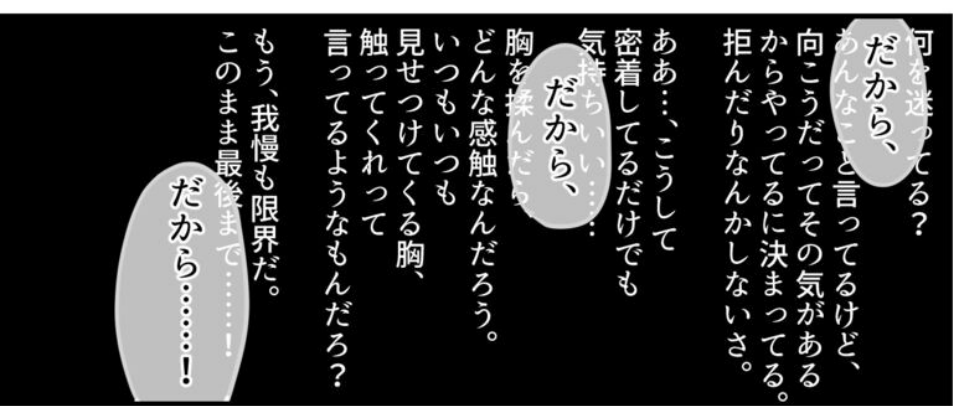 何を迷ってる?
あんなこと言ってるけど、
向こうだってその気がある
からやってるに決まってる。
拒んだりなんかしないさ。
だから、
ああ…、こうして
密着してるだけでも
気持ちいい……
だから、
胸を揉んだら、
どんな感触なんだろう。
いつもいつも
見せつけてくる胸、
触ってくれって
言ってるようなもんだろ?
もう、我慢も限界だ。
このまま最後まで……!
だから……!